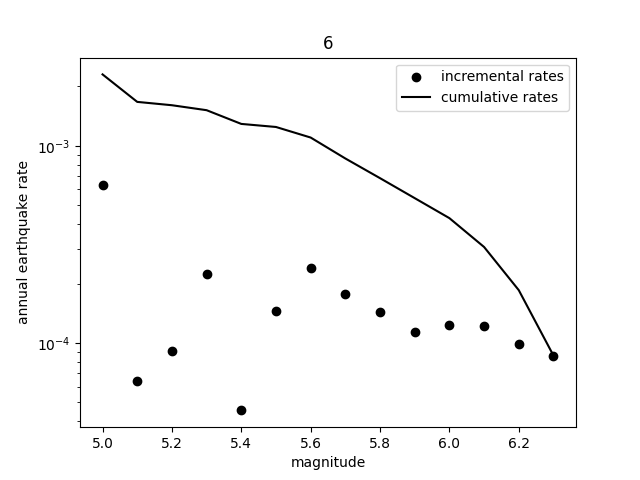 6
incremental rates
cumulative rates
annual earthquake rate
10⁻³
10⁻⁴
5.0 5.2 5.4 5.6 5.8 6.0 6.2
magnitude